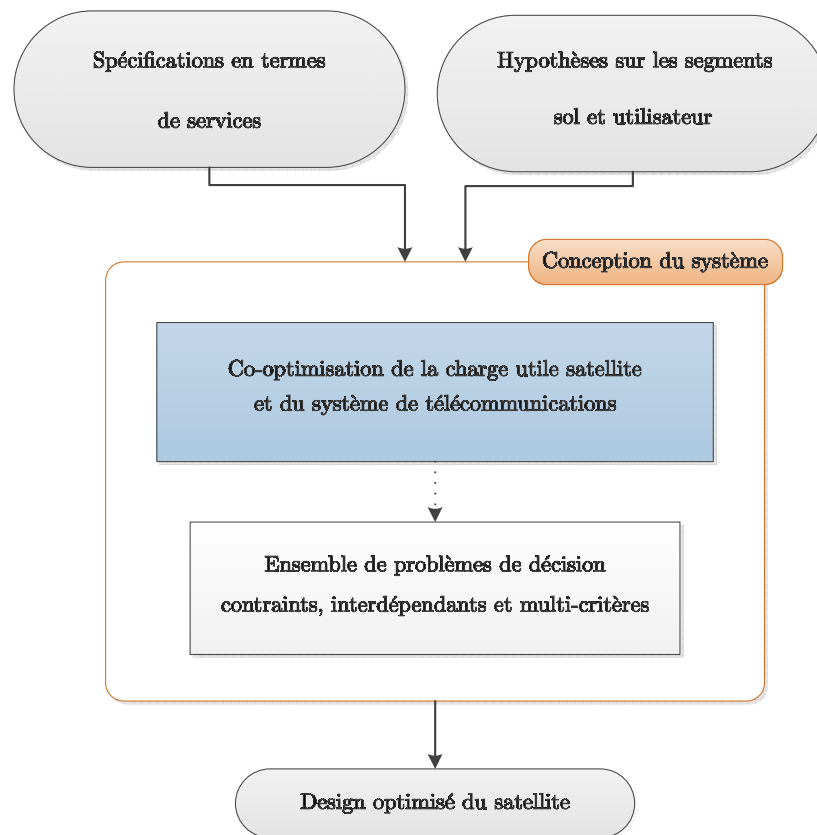 Spécifications en termes
de services
Hypothèses sur les segments
sol et utilisateur
Conception du système
Co-optimisation de la charge utile satellite
et du système de télécommunications
Ensemble de problèmes de décision
contraints, interdépendants et multi-critères
Design optimisé du satellite